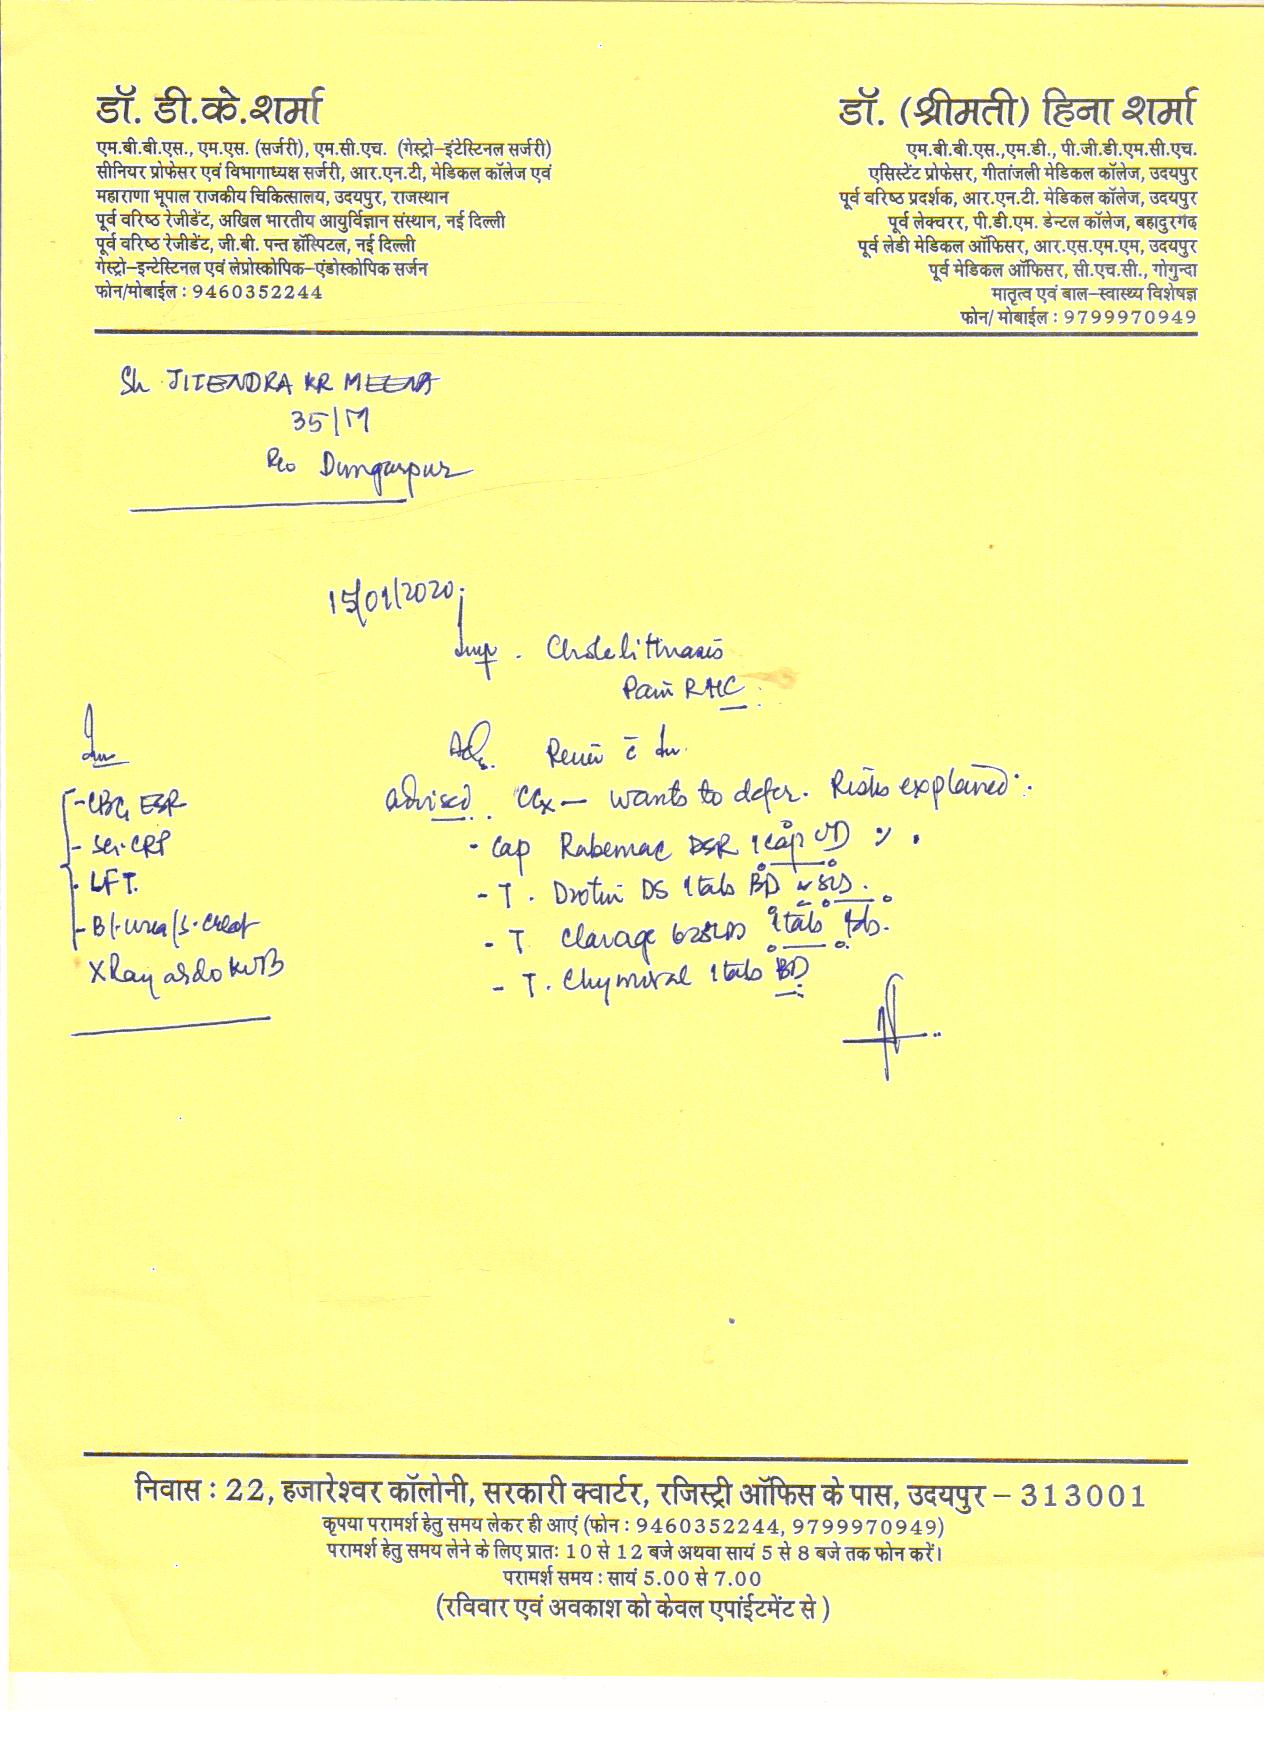 डॉ. डी.के.शर्मा
एम.बी.बी.एस., एम.एस. (सर्जरी), एम.सी.एच. (गेस्ट्रो-इंटेस्टिनल सर्जरी)
सीनियर प्रोफेसर एवं विभागाध्यक्ष सर्जरी, आर.एन.टी, मेडिकल कॉलेज एवं
महाराणा भूपाल राजकीय चिकित्सालय, उदयपुर, राजस्थान
पूर्व वरिष्ठ रेजीडेंट, अखिल भारतीय आयुर्विज्ञान संस्थान, नई दिल्ली
पूर्व वरिष्ठ रेजीडेंट, जी.बी. पन्त हॉस्पिटल, नई दिल्ली
गेस्ट्रो-इन्टेस्टिनल एवं लेप्रोस्कोपिक-एंडोस्कोपिक सर्जन
फोन/मोबाईल : 9460352244
डॉ. (श्रीमती) हिना शर्मा
एम.बी.बी.एस.,एम.डी., पी.जी.डी.एम.सी.एच.
एसिस्टेंट प्रोफेसर, गीतांजली मेडिकल कॉलेज, उदयपुर
पूर्व वरिष्ठ प्रदर्शक, आर.एन.टी. मेडिकल कॉलेज, उदयपुर
पूर्व लेक्चरर, पी.डी.एम. डेन्टल कॉलेज, बहादुरगढ़
पूर्व लेडी मेडिकल ऑफिसर, आर.एस.एम.एम, उदयपुर
पूर्व मेडिकल ऑफिसर, सी.एच.सी., गोगुन्दा
मातृत्व एवं बाल-स्वास्थ्य विशेषज्ञ
फोन/ मोबाईल : 9799970949
Sh JITENDRA KR MEENA
35/M
R/o Dungarpur
15/01/2020
Imp. Cholelithiasis
Pain RHC
Inv
- CBC, ESR
- Ser. CRP
- LFT.
- Bl. urea/S. Creat
X Ray abdo KUB
Adv. Review c̄ Inv.
advised CCx — wants to defer. Risks explained.
- Cap Rabemac DSR 1 cap OD
- T. Drotin DS 1 tab BD
- T. Clavage 625 1 tab tds.
- T. Chymoral 1 tab BD
निवास : 22, हजारेश्वर कॉलोनी, सरकारी क्वार्टर, रजिस्ट्री ऑफिस के पास, उदयपुर – 313001
कृपया परामर्श हेतु समय लेकर ही आएं (फोन : 9460352244, 9799970949)
परामर्श हेतु समय लेने के लिए प्रातः 10 से 12 बजे अथवा सायं 5 से 8 बजे तक फोन करें।
परामर्श समय : सायं 5.00 से 7.00
(रविवार एवं अवकाश को केवल एपांईटमेंट से )